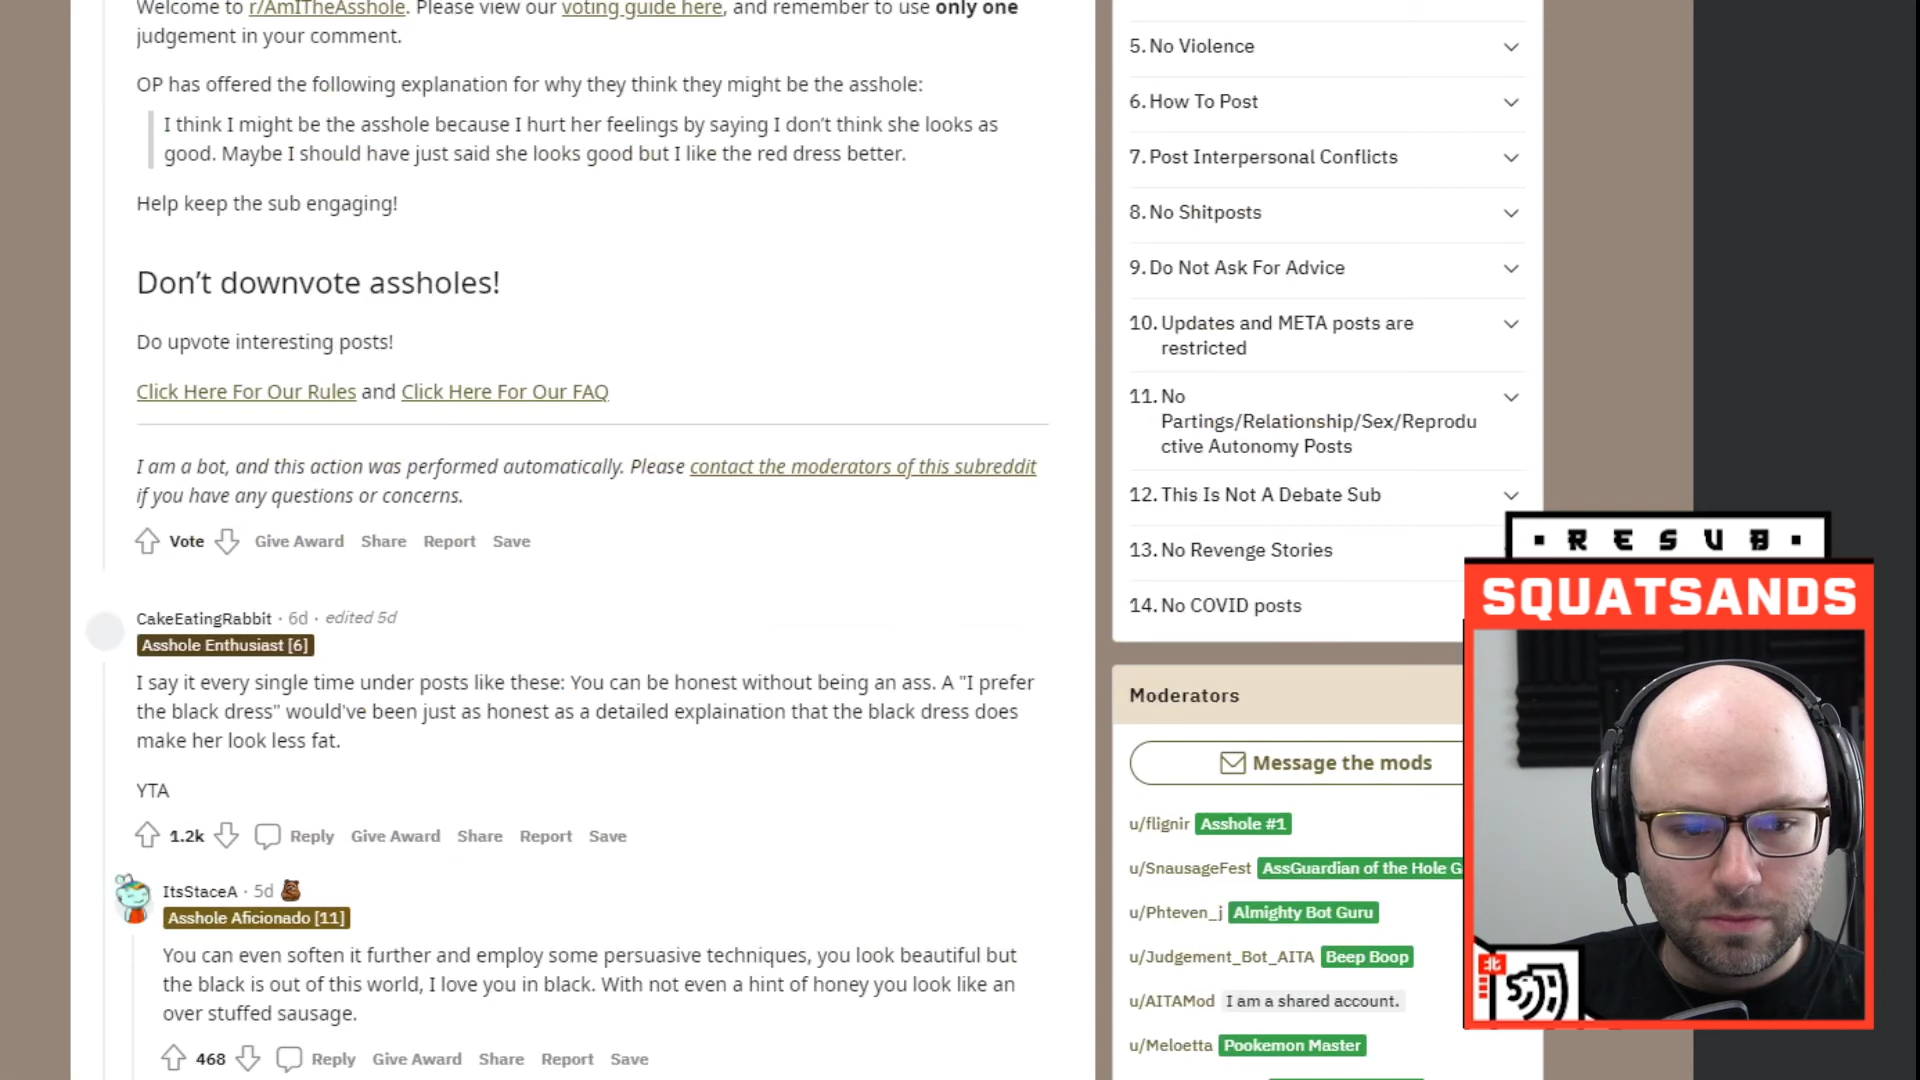 Welcome to r/AmITheAsshole. Please view our voting guide here, and remember to use only one
judgement in your comment.
OP has offered the following explanation for why they think they might be the asshole:
I think I might be the asshole because I hurt her feelings by saying I don’t think she looks as
good. Maybe I should have just said she looks good but I like the red dress better.
Help keep the sub engaging!
Don’t downvote assholes!
Do upvote interesting posts!
Click Here For Our Rules and Click Here For Our FAQ
I am a bot, and this action was performed automatically. Please contact the moderators of this subreddit
if you have any questions or concerns.
Vote Give Award Share Report Save
CakeEatingRabbit · 6d · edited 5d
Asshole Enthusiast [6]
I say it every single time under posts like these: You can be honest without being an ass. A "I prefer
the black dress" would've been just as honest as a detailed explaination that the black dress does
make her look less fat.
YTA
1.2k Reply Give Award Share Report Save
ItsStaceA · 5d
Asshole Aficionado [11]
You can even soften it further and employ some persuasive techniques, you look beautiful but
the black is out of this world, I love you in black. With not even a hint of honey you look like an
over stuffed sausage.
468 Reply Give Award Share Report Save
5. No Violence
6. How To Post
7. Post Interpersonal Conflicts
8. No Shitposts
9. Do Not Ask For Advice
10. Updates and META posts are
restricted
11. No
Partings/Relationship/Sex/Reprodu
ctive Autonomy Posts
12. This Is Not A Debate Sub
13. No Revenge Stories
14. No COVID posts
Moderators
Message the mods
u/flignir Asshole #1
u/SnausageFest AssGuardian of the Hole G
u/Phteven_j Almighty Bot Guru
u/Judgement_Bot_AITA Beep Boop
u/AITAMod I am a shared account.
u/Meloetta Pookemon Master
· RESUB ·
SQUATSANDS
北